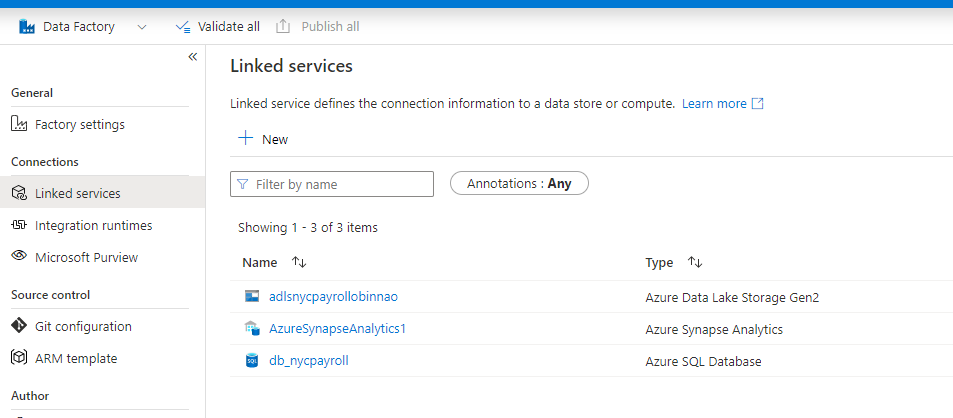 Data Factory
Validate all
Publish all
«
General
Factory settings
Connections
Linked services
Integration runtimes
Microsoft Purview
Source control
Git configuration
ARM template
Author
Linked services
Linked service defines the connection information to a data store or compute. Learn more
+ New
Filter by name
Annotations : Any
Showing 1 - 3 of 3 items
Name ↑↓ Type ↑↓
adlsnycpayrollobinnao Azure Data Lake Storage Gen2
AzureSynapseAnalytics1 Azure Synapse Analytics
SQL db_nycpayroll Azure SQL Database